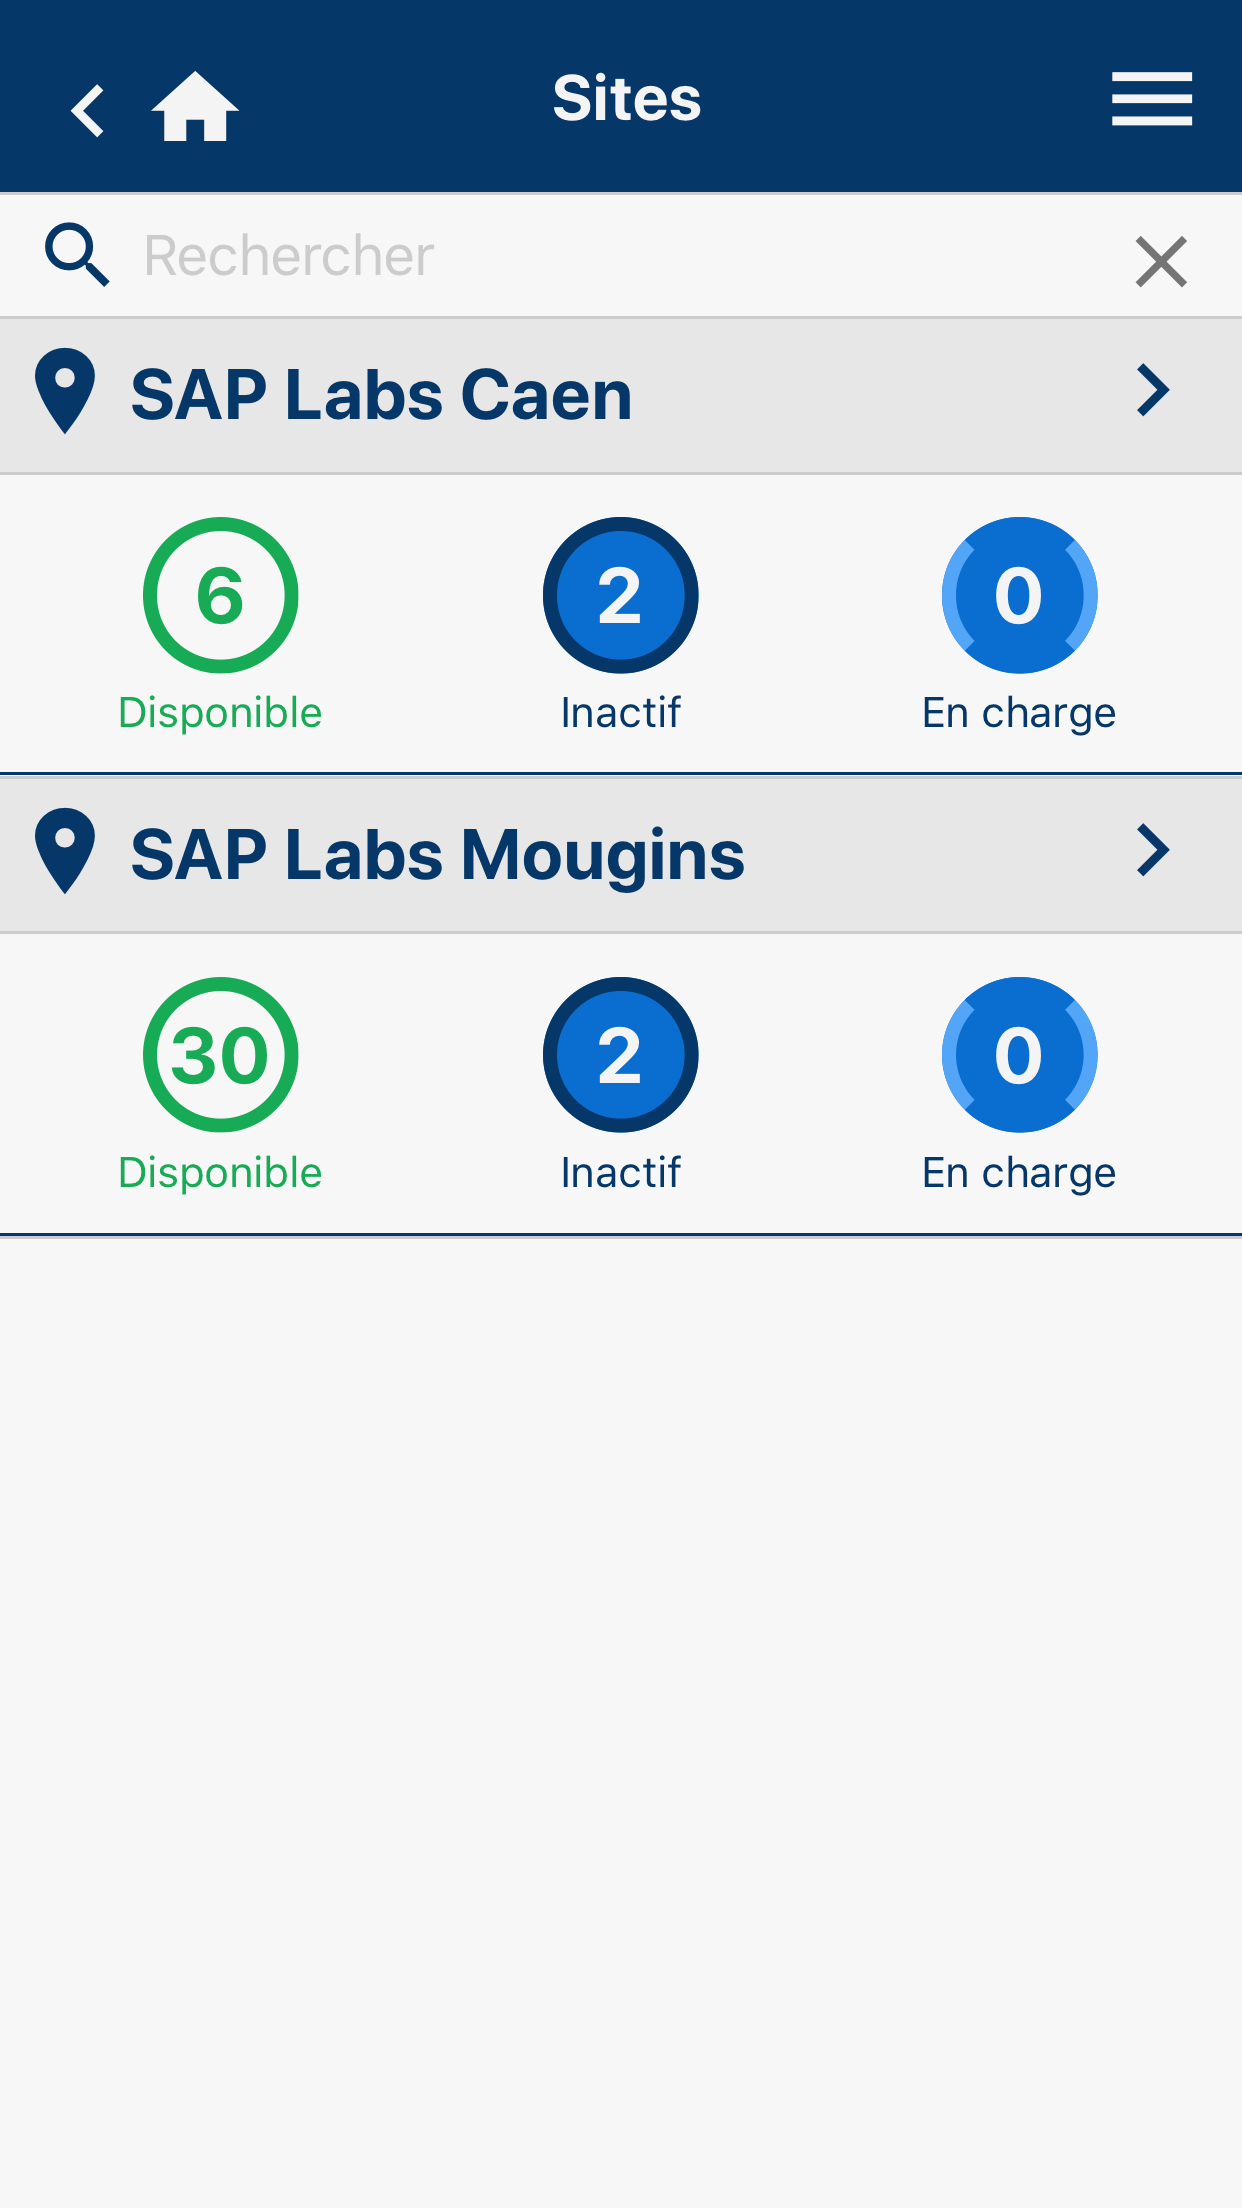 Sites
Rechercher
SAP Labs Caen
6 2 0
Disponible Inactif En charge
SAP Labs Mougins
30 2 0
Disponible Inactif En charge